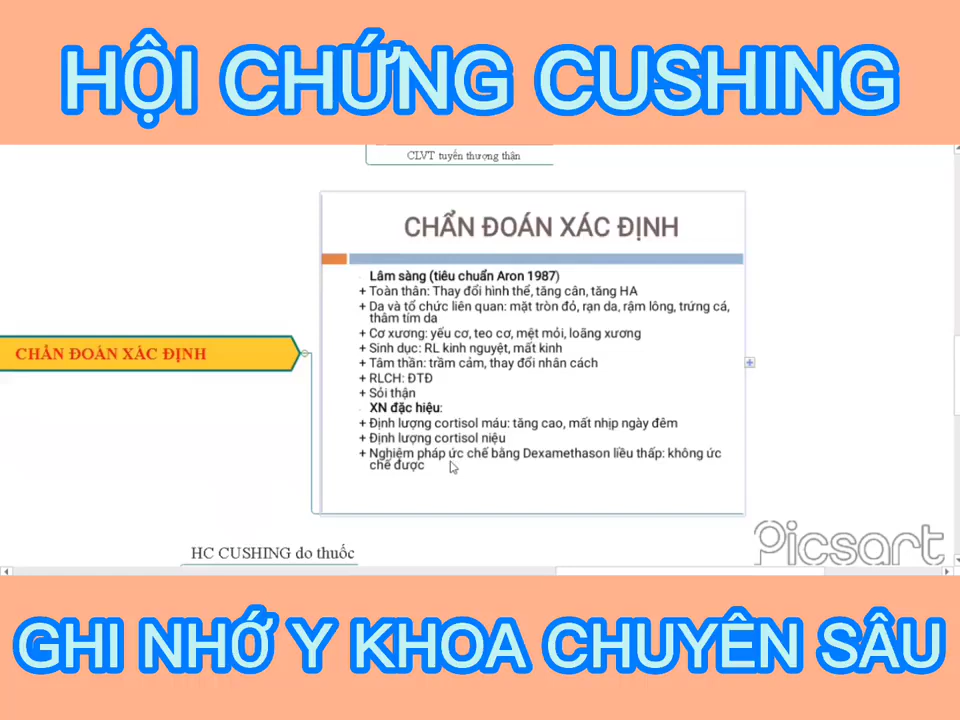 HỘI CHỨNG CUSHING
CLVT tuyến thượng thận
CHẨN ĐOÁN XÁC ĐỊNH
Lâm sàng (tiêu chuẩn Aron 1987)
+ Toàn thân: Thay đổi hình thể, tăng cân, tăng HA
+ Da và tổ chức liên quan: mặt tròn đỏ, rạn da, rậm lông, trứng cá,
thâm tím da
+ Cơ xương: yếu cơ, teo cơ, mệt mỏi, loãng xương
+ Sinh dục: RL kinh nguyệt, mất kinh
+ Tâm thần: trầm cảm, thay đổi nhân cách
+ RLCH: ĐTĐ
+ Sỏi thận
XN đặc hiệu:
+ Định lượng cortisol máu: tăng cao, mất nhịp ngày đêm
+ Định lượng cortisol niệu
+ Nghiệm pháp ức chế bằng Dexamethason liều thấp: không ức
chế được
CHẨN ĐOÁN XÁC ĐỊNH
HC CUSHING do thuốc
Picsart
GHI NHỚ Y KHOA CHUYÊN SÂU